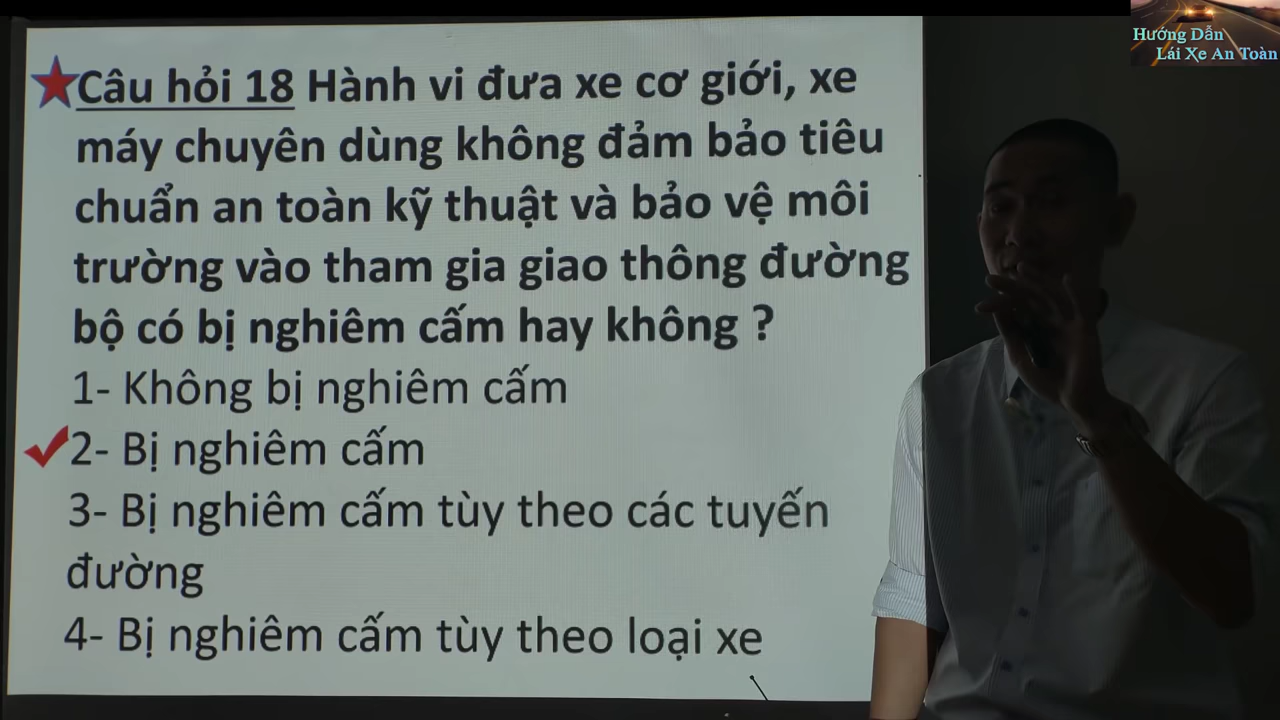 Hướng Dẫn
Lái Xe An Toàn
Câu hỏi 18 Hành vi đưa xe cơ giới, xe
máy chuyên dùng không đảm bảo tiêu
chuẩn an toàn kỹ thuật và bảo vệ môi
trường vào tham gia giao thông đường
bộ có bị nghiêm cấm hay không ?
1- Không bị nghiêm cấm
2- Bị nghiêm cấm
3- Bị nghiêm cấm tùy theo các tuyến
đường
4- Bị nghiêm cấm tùy theo loại xe